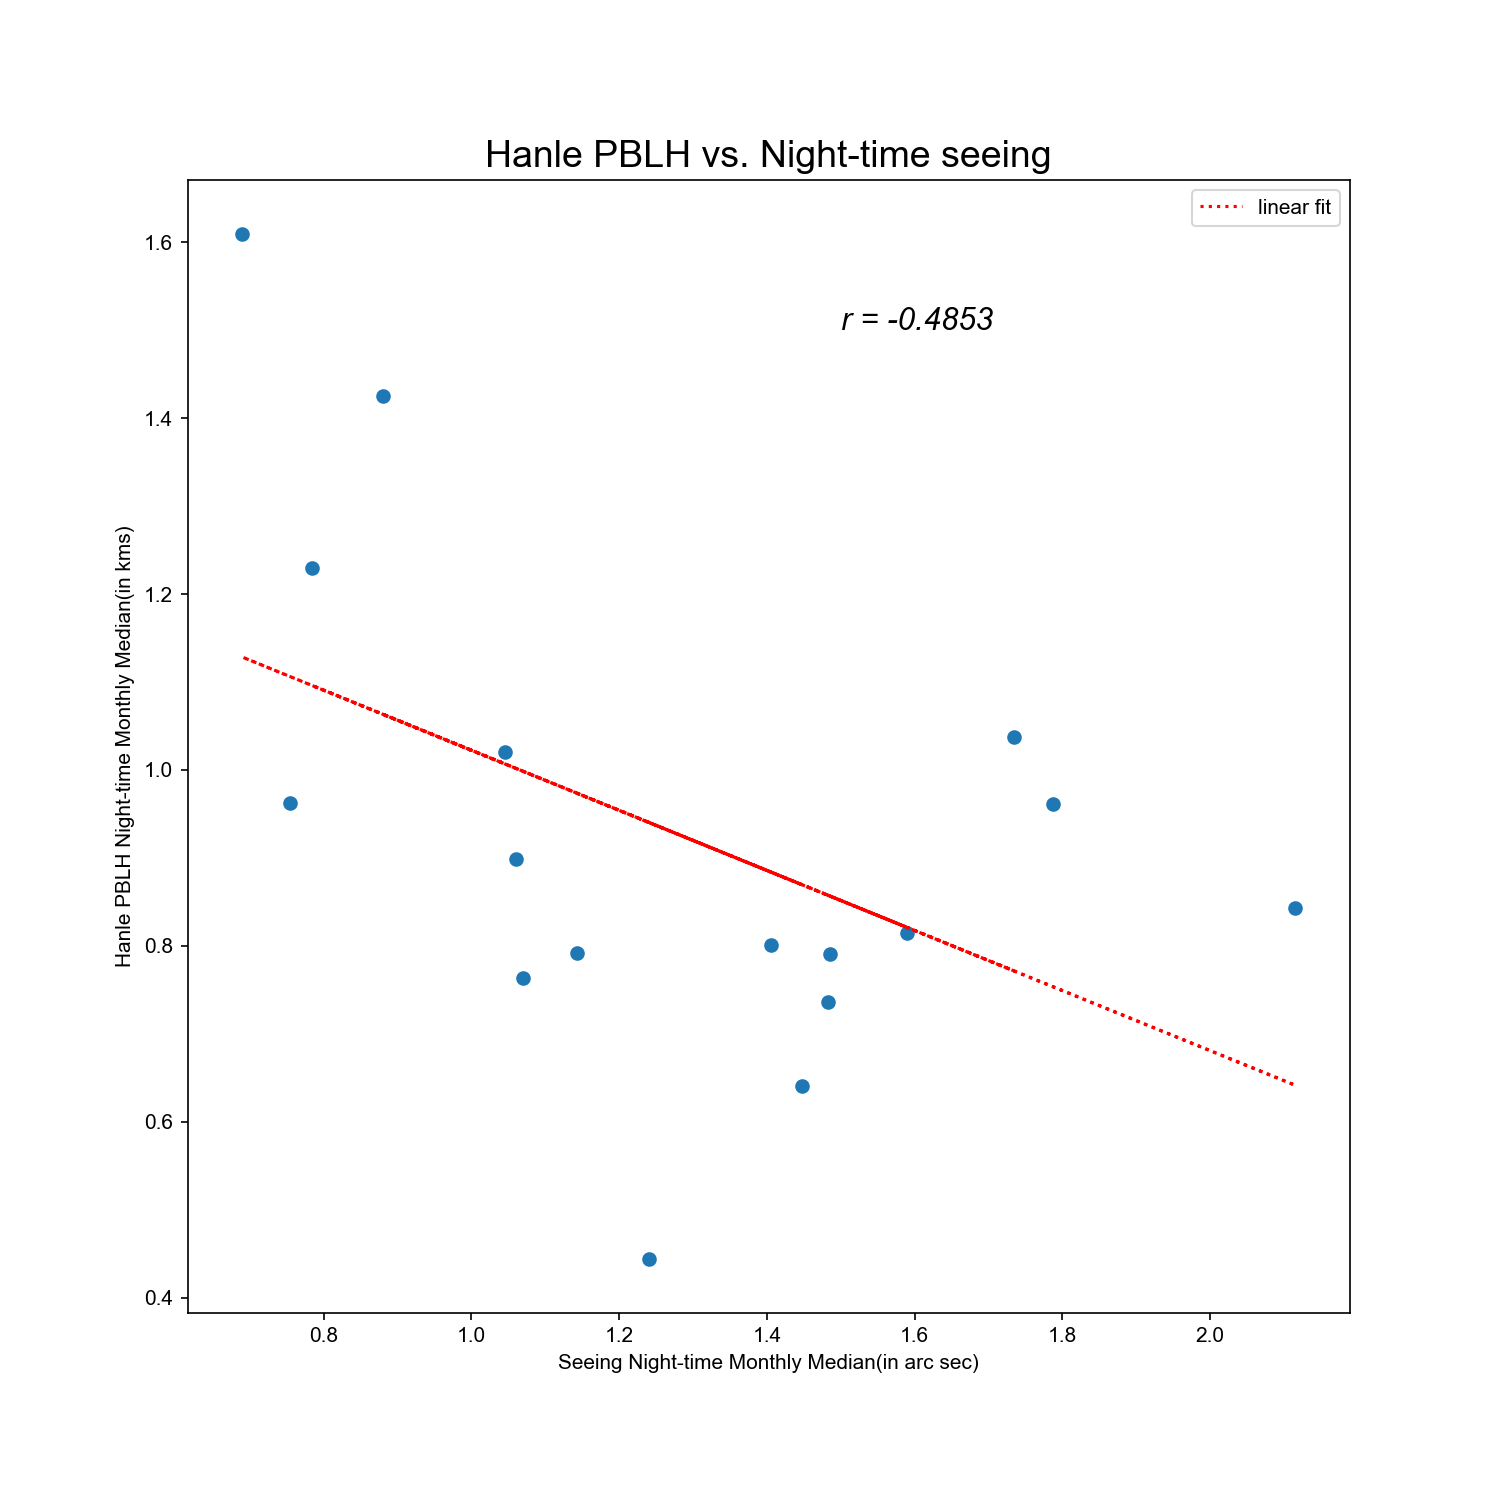 Hanle PBLH vs. Night-time seeing
linear fit
r = -0.4853
Hanle PBLH Night-time Monthly Median(in kms)
1.6
1.4
1.2
1.0
0.8
0.6
0.4
0.8 1.0 1.2 1.4 1.6 1.8 2.0
Seeing Night-time Monthly Median(in arc sec)